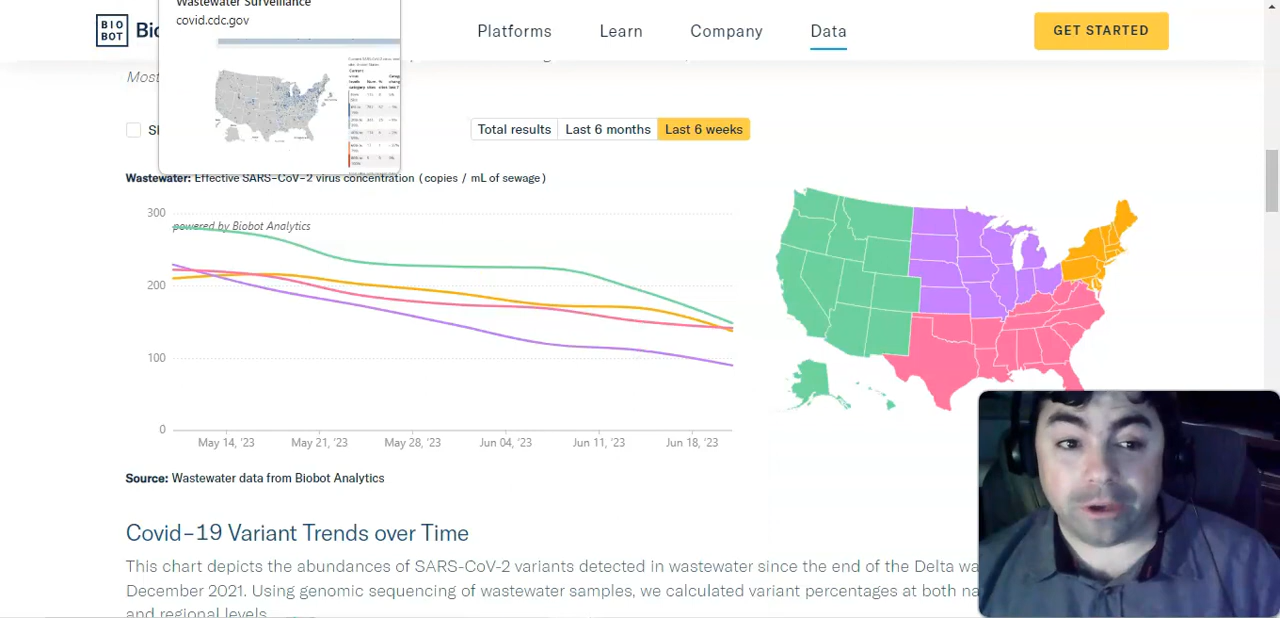 Wastewater Surveillance
covid.cdc.gov
BIO
BOT
Platforms
Learn
Company
Data
GET STARTED
Most
Total results
Last 6 months
Last 6 weeks
Wastewater: Effective SARS-CoV-2 virus concentration (copies / mL of sewage)
powered by Biobot Analytics
300
200
100
0
May 14, '23
May 21, '23
May 28, '23
Jun 04, '23
Jun 11, '23
Jun 18, '23
Source: Wastewater data from Biobot Analytics
Covid-19 Variant Trends over Time
This chart depicts the abundances of SARS-CoV-2 variants detected in wastewater since the end of the Delta wa
December 2021. Using genomic sequencing of wastewater samples, we calculated variant percentages at both na
and regional levels.